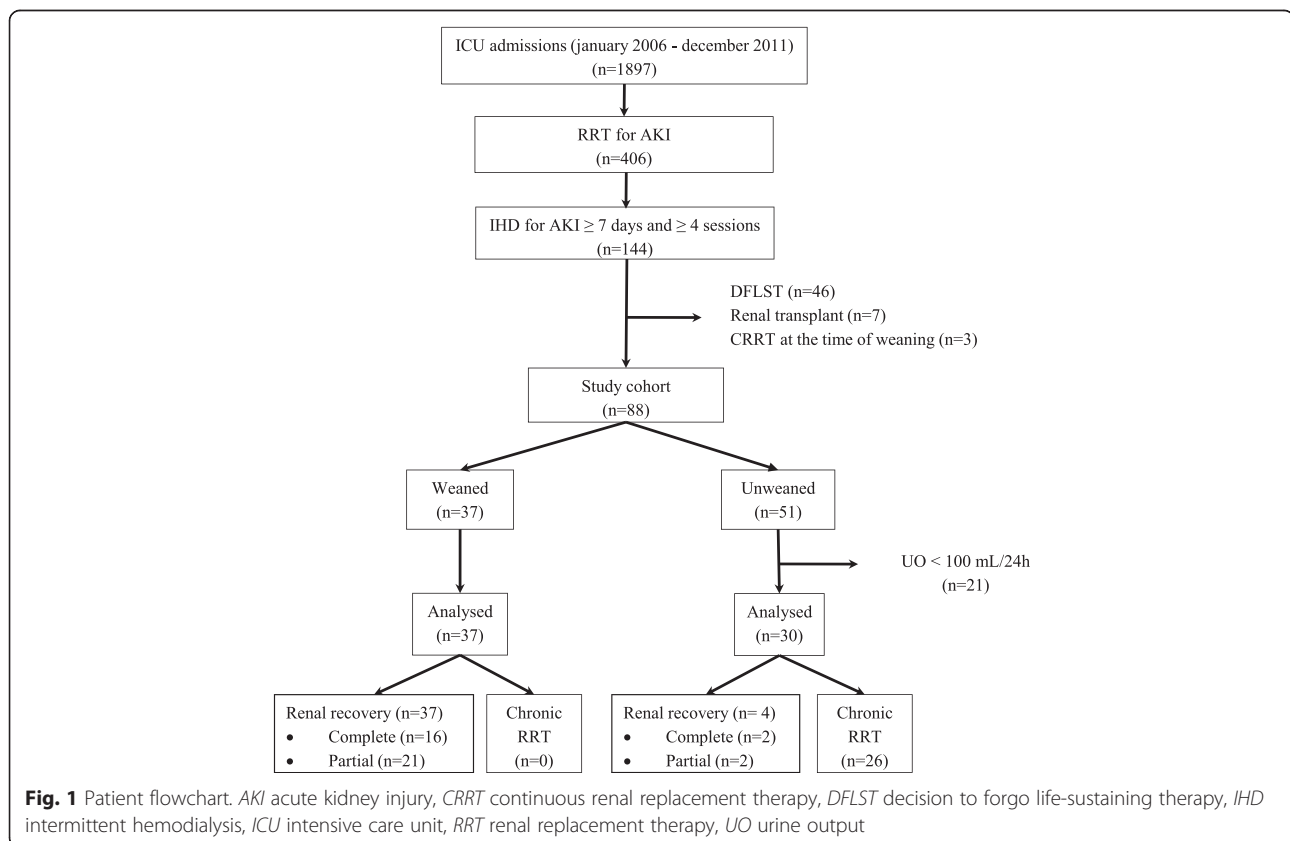 ICU admissions (january 2006 - december 2011)
(n=1897)
RRT for AKI
(n=406)
IHD for AKI ≥ 7 days and ≥ 4 sessions
(n=144)
DFLST (n=46)
Renal transplant (n=7)
CRRT at the time of weaning (n=3)
Study cohort
(n=88)
Weaned
(n=37)
Unweaned
(n=51)
UO < 100 mL/24h
(n=21)
Analysed
(n=37)
Analysed
(n=30)
Renal recovery (n=37)
• Complete (n=16)
• Partial (n=21)
Chronic
RRT
(n=0)
Renal recovery (n= 4)
• Complete (n=2)
• Partial (n=2)
Chronic
RRT
(n=26)
Fig. 1 Patient flowchart. AKI acute kidney injury, CRRT continuous renal replacement therapy, DFLST decision to forgo life-sustaining therapy, IHD
intermittent hemodialysis, ICU intensive care unit, RRT renal replacement therapy, UO urine output